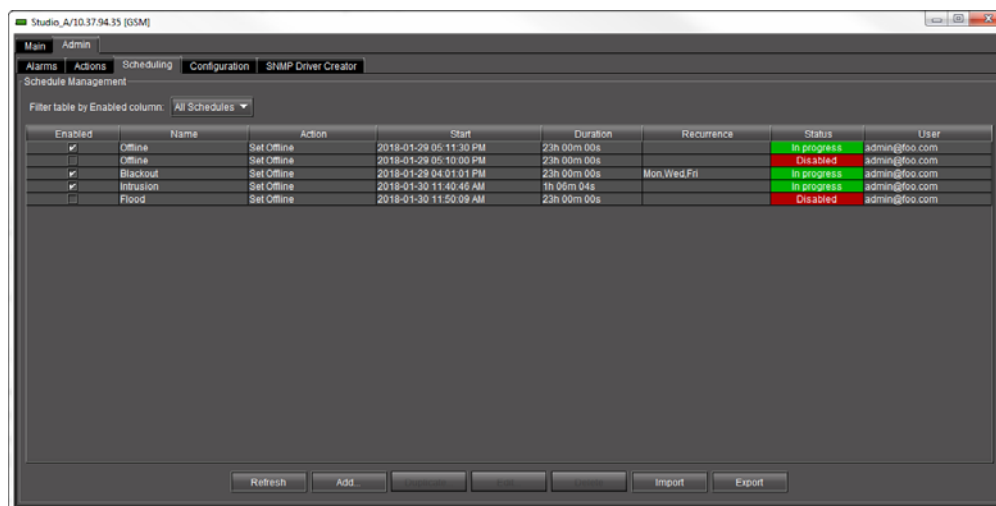 Studio_A/10.37.94.35 [GSM]
Main Admin
Alarms Actions Scheduling Configuration SNMP Driver Creator
Schedule Management
Filter table by Enabled column: All Schedules
Enabled Name Action Start Duration Recurrence Status User
Offline Set Offline 2018-01-29 05:11:30 PM 23h 00m 00s In progress admin@foo.com
Offline Set Offline 2018-01-29 05:10:00 PM 23h 00m 00s Disabled admin@foo.com
Blackout Set Offline 2018-01-29 04:01:01 PM 23h 00m 00s Mon,Wed,Fri In progress admin@foo.com
Intrusion Set Offline 2018-01-30 11:40:46 AM 1h 06m 04s In progress admin@foo.com
Flood Set Offline 2018-01-30 11:50:09 AM 23h 00m 00s Disabled admin@foo.com
Refresh Add... Duplicate Edit Delete Import Export